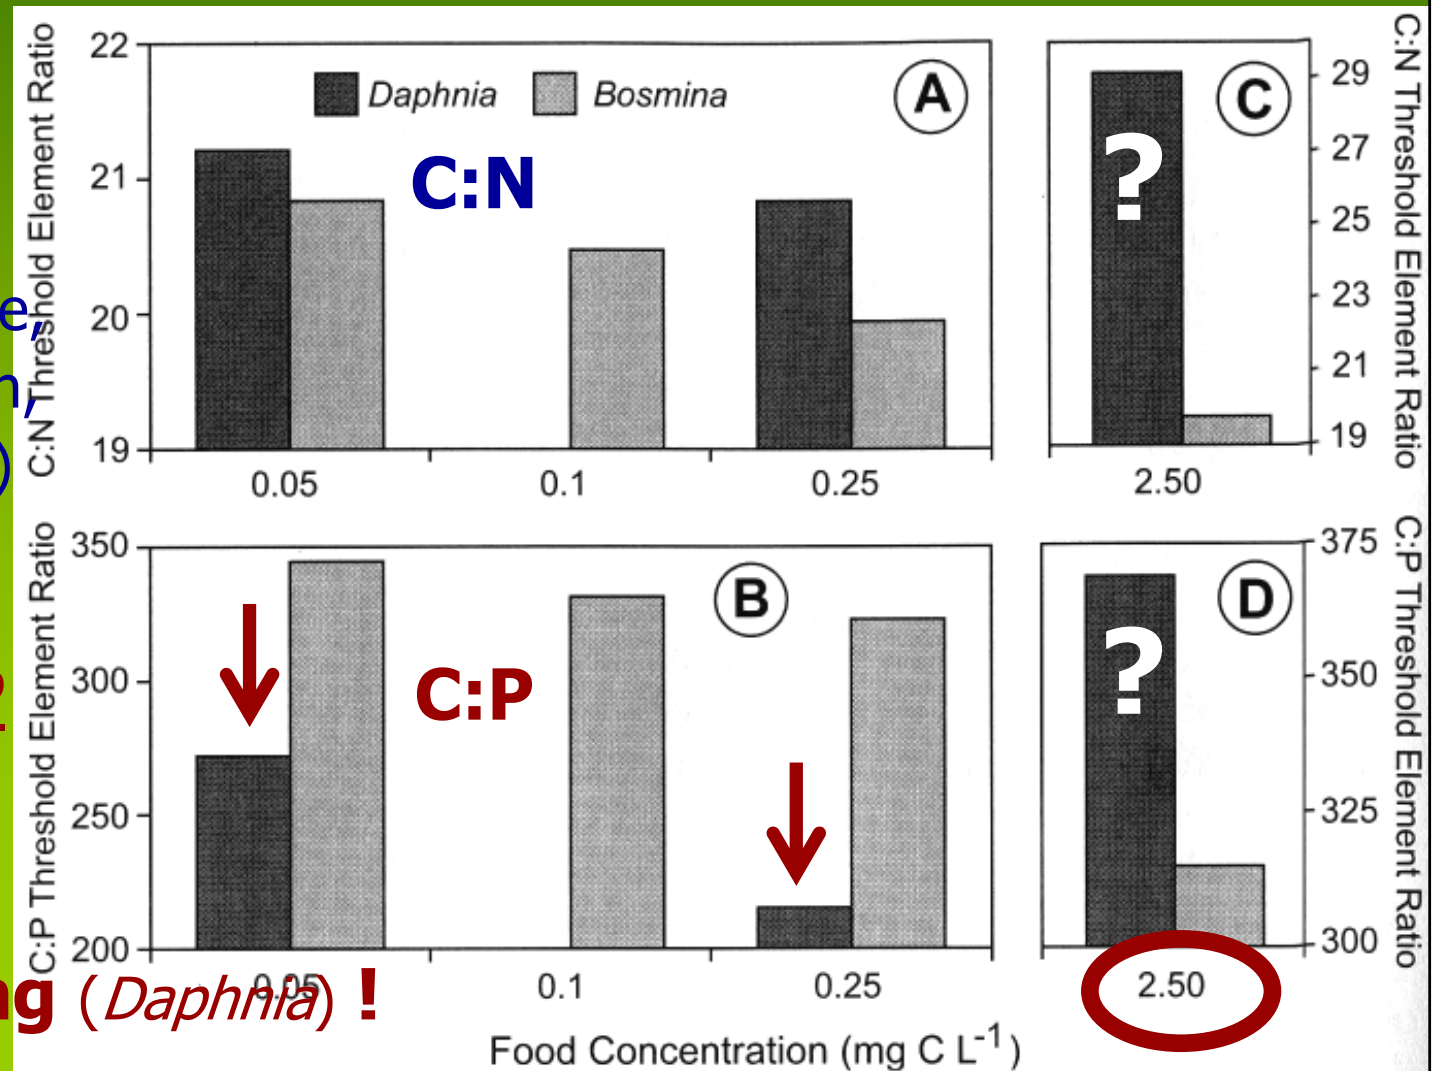 C:N Threshold Element Ratio
22
21
20
19
Daphnia
Bosmina
A
C:N
0.05
0.1
0.25
C
?
2.50
29
27
25
23
21
19
C:N Threshold Element Ratio
e,
n,
)
C:P Threshold Element Ratio
350
300
250
200
B
C:P
0.05
0.1
0.25
D
?
2.50
375
350
325
300
C:P Threshold Element Ratio
ng (Daphnia) !
Food Concentration (mg C L⁻¹)